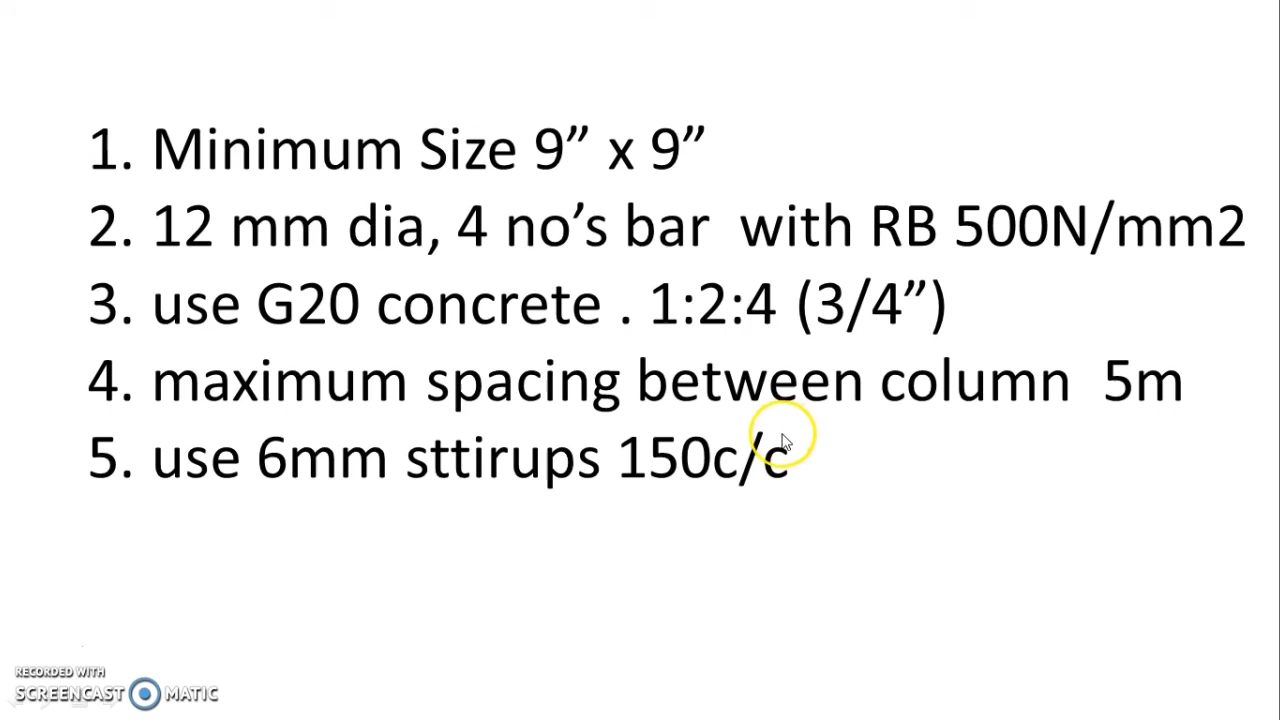 1. Minimum Size 9” x 9”
2. 12 mm dia, 4 no’s bar with RB 500N/mm2
3. use G20 concrete . 1:2:4 (3/4”)
4. maximum spacing between column 5m
5. use 6mm sttirups 150c/c
RECORDED WITH
SCREENCAST MATIC